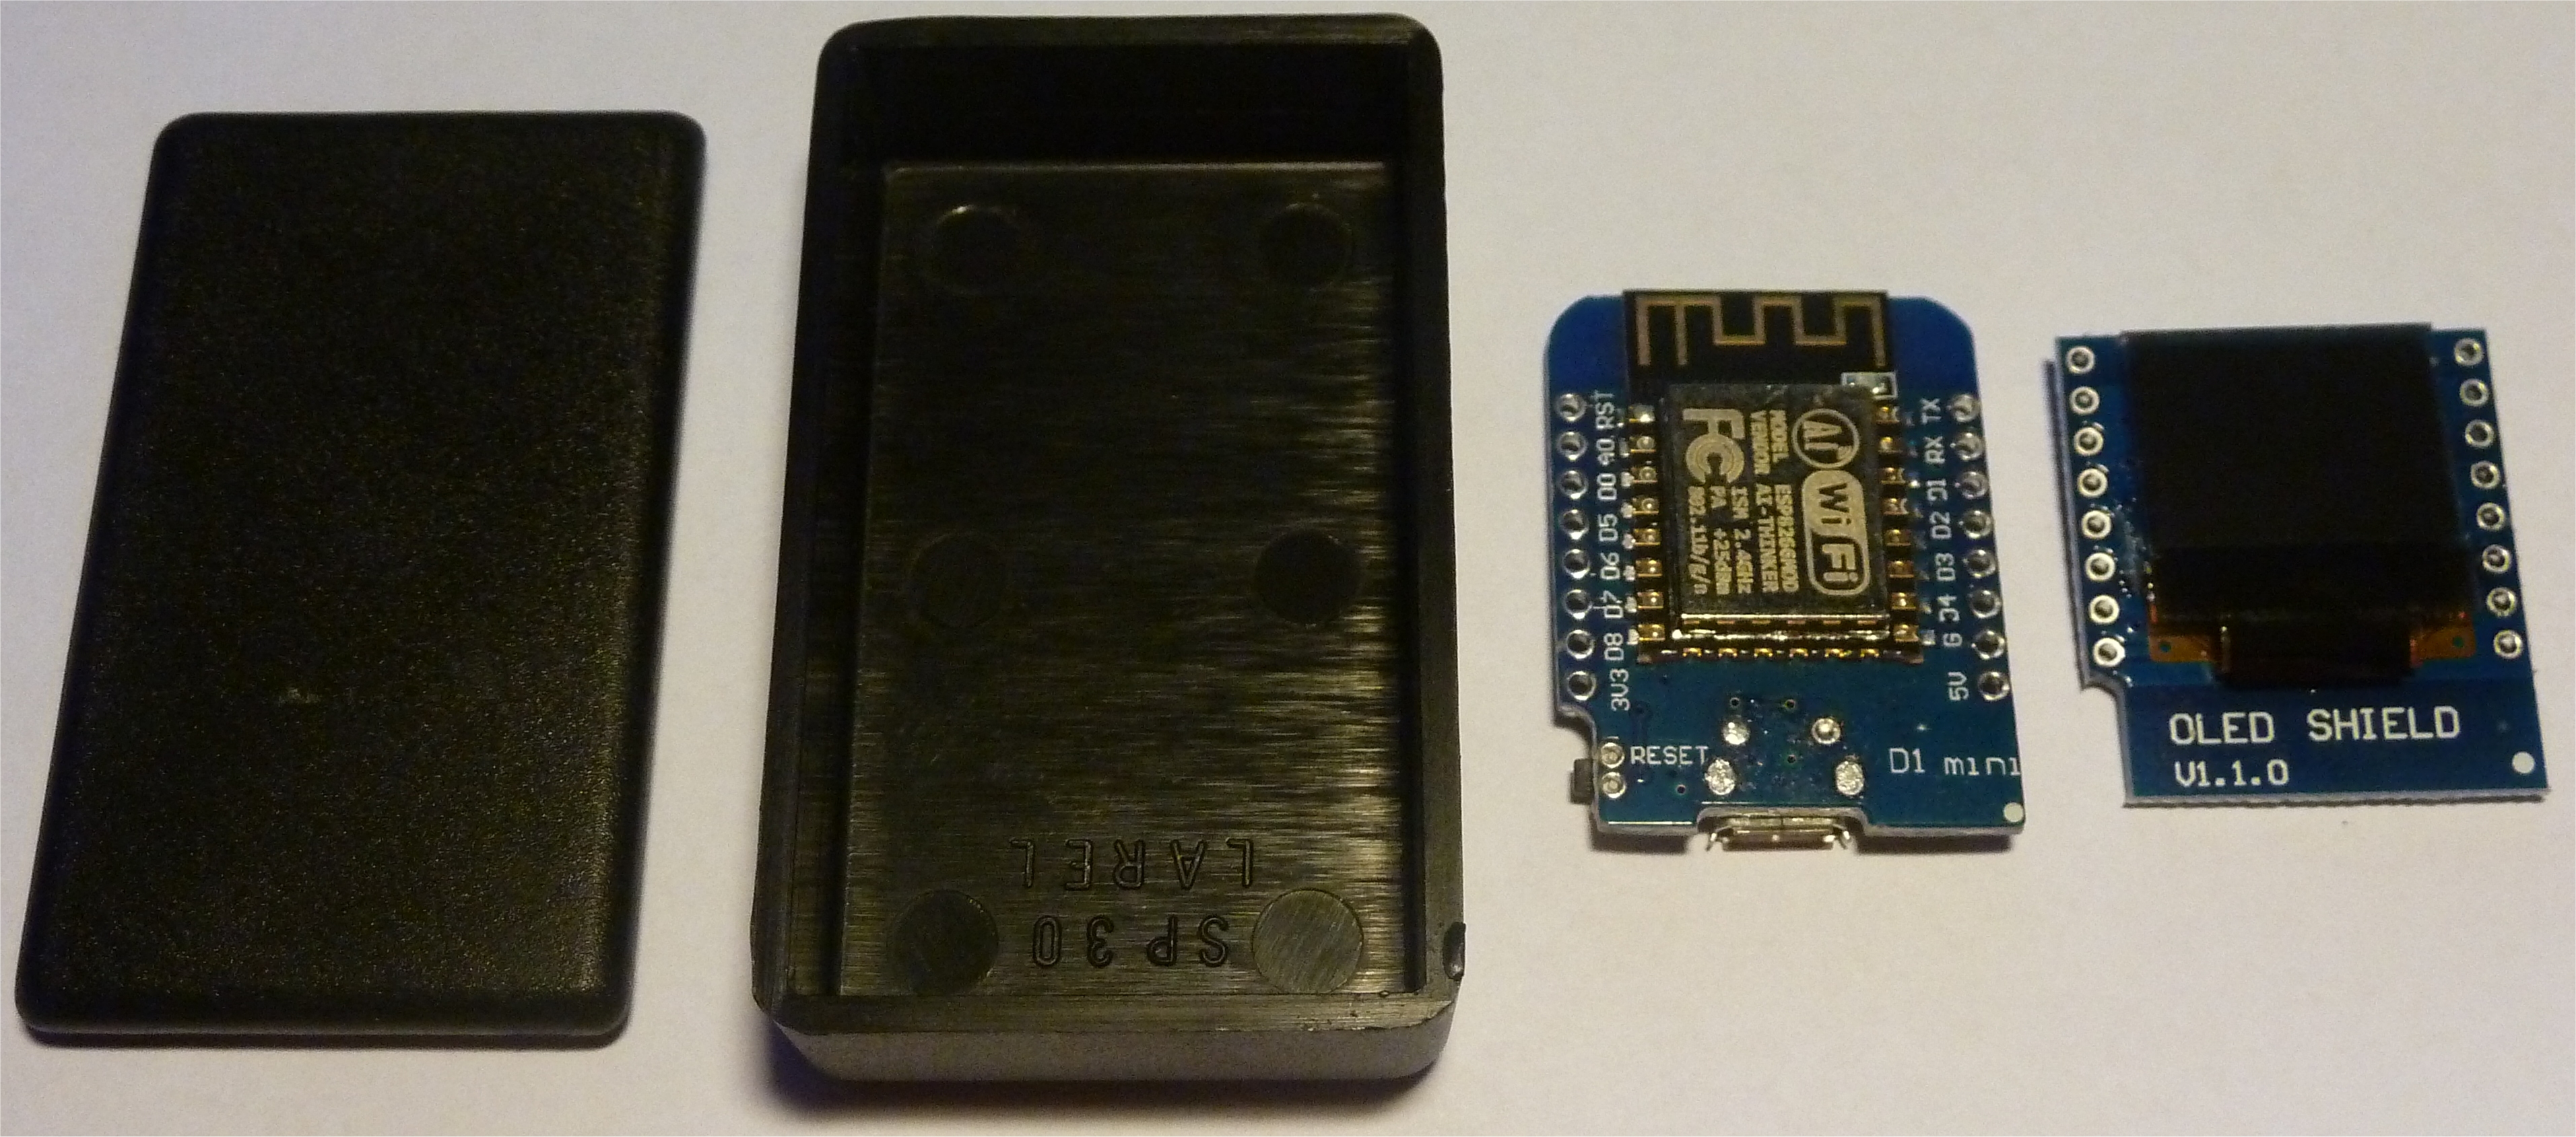 LAREL
SP30
RST
A0
D0
D5
D6
D7
D8
3V3
TX
RX
D1
D2
D3
D4
G
5V
FC
Ai
WiFi
MODEL ESP8266MOD
VENDOR AI-THINKER
ISM 2.4GHz
PA +25dBm
802.11b/g/n
RESET
D1 mini
OLED SHIELD
V1.1.0